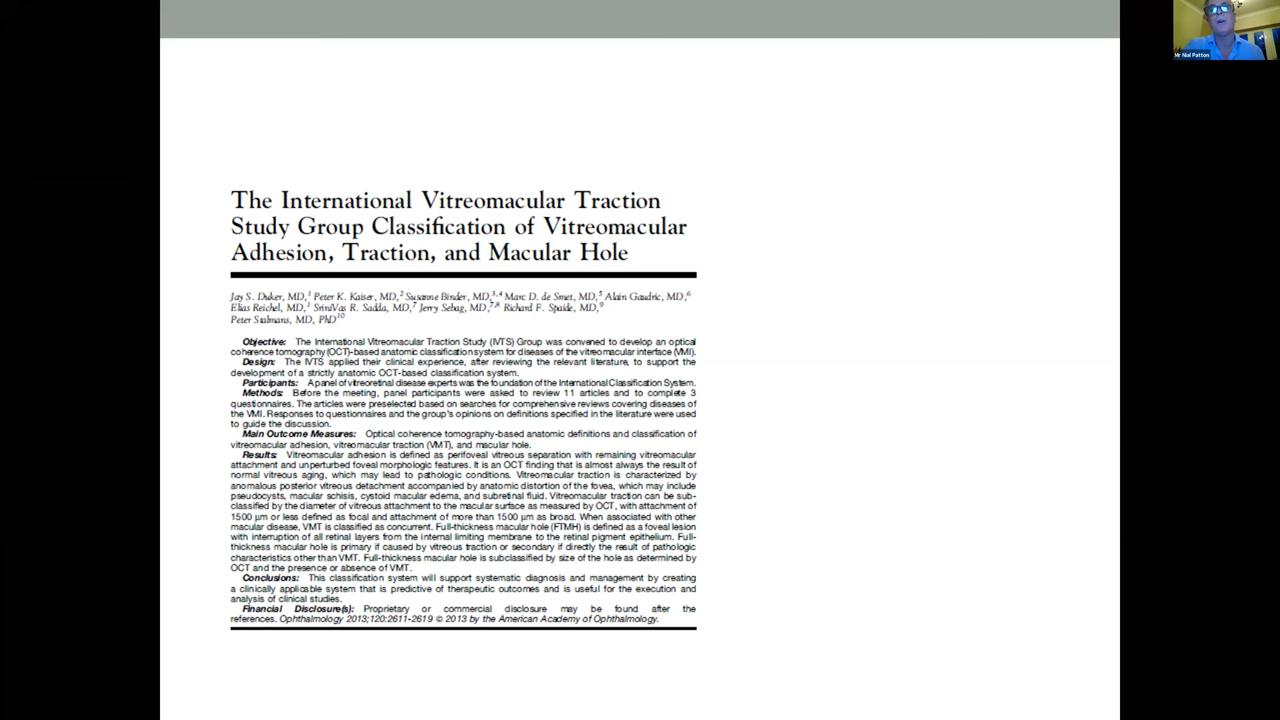 Mr Nial Patton
The International Vitreomacular Traction
Study Group Classification of Vitreomacular
Adhesion, Traction, and Macular Hole
Jay S. Duker, MD,1 Peter K. Kaiser, MD,2 Susanne Binder, MD,3,4 Marc D. de Smet, MD,5 Alain Gaudric, MD,6
Elias Reichel, MD,1 SriniVas R. Sadda, MD,7 Jerry Sebag, MD,7,8 Richard F. Spaide, MD,9
Peter Stalmans, MD, PhD10
Objective: The International Vitreomacular Traction Study (IVTS) Group was convened to develop an optical
coherence tomography (OCT)-based anatomic classification system for diseases of the vitreomacular interface (VMI).
Design: The IVTS applied their clinical experience, after reviewing the relevant literature, to support the
development of a strictly anatomic OCT-based classification system.
Participants: A panel of vitreoretinal disease experts was the foundation of the International Classification System.
Methods: Before the meeting, panel participants were asked to review 11 articles and to complete 3
questionnaires. The articles were preselected based on searches for comprehensive reviews covering diseases of
the VMI. Responses to questionnaires and the group's opinions on definitions specified in the literature were used
to guide the discussion.
Main Outcome Measures: Optical coherence tomography-based anatomic definitions and classification of
vitreomacular adhesion, vitreomacular traction (VMT), and macular hole.
Results: Vitreomacular adhesion is defined as perifoveal vitreous separation with remaining vitreomacular
attachment and unperturbed foveal morphologic features. It is an OCT finding that is almost always the result of
normal vitreous aging, which may lead to pathologic conditions. Vitreomacular traction is characterized by
anomalous posterior vitreous detachment accompanied by anatomic distortion of the fovea, which may include
pseudocysts, macular schisis, cystoid macular edema, and subretinal fluid. Vitreomacular traction can be sub-
classified by the diameter of vitreous attachment to the macular surface as measured by OCT, with attachment of
1500 μm or less defined as focal and attachment of more than 1500 μm as broad. When associated with other
macular disease, VMT is classified as concurrent. Full-thickness macular hole (FTMH) is defined as a foveal lesion
with interruption of all retinal layers from the internal limiting membrane to the retinal pigment epithelium. Full-
thickness macular hole is primary if caused by vitreous traction or secondary if directly the result of pathologic
characteristics other than VMT. Full-thickness macular hole is subclassified by size of the hole as determined by
OCT and the presence or absence of VMT.
Conclusions: This classification system will support systematic diagnosis and management by creating
a clinically applicable system that is predictive of therapeutic outcomes and is useful for the execution and
analysis of clinical studies.
Financial Disclosure(s): Proprietary or commercial disclosure may be found after the
references. Ophthalmology 2013;120:2611-2619 © 2013 by the American Academy of Ophthalmology.